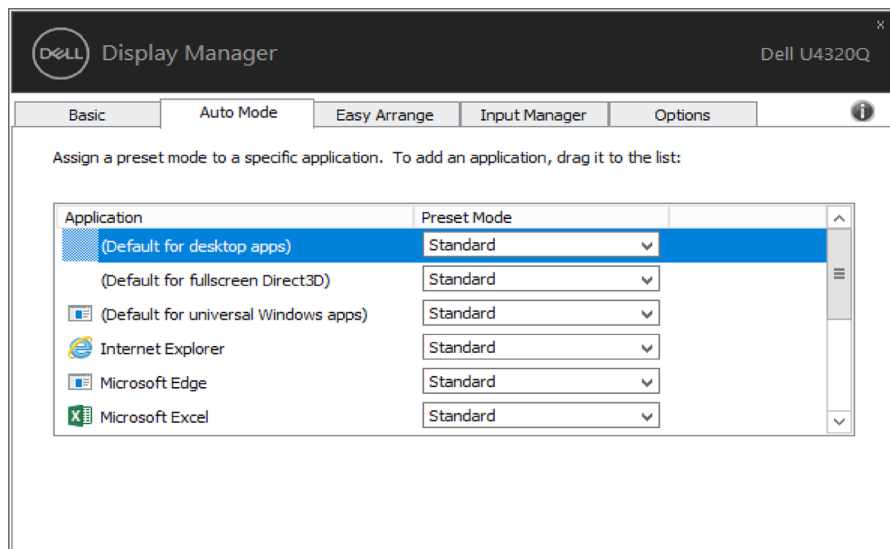 DELL Display Manager
x
Dell U4320Q
Basic Auto Mode Easy Arrange Input Manager Options
Assign a preset mode to a specific application. To add an application, drag it to the list:
Application Preset Mode
(Default for desktop apps) Standard
(Default for fullscreen Direct3D) Standard
(Default for universal Windows apps) Standard
Internet Explorer Standard
Microsoft Edge Standard
Microsoft Excel Standard